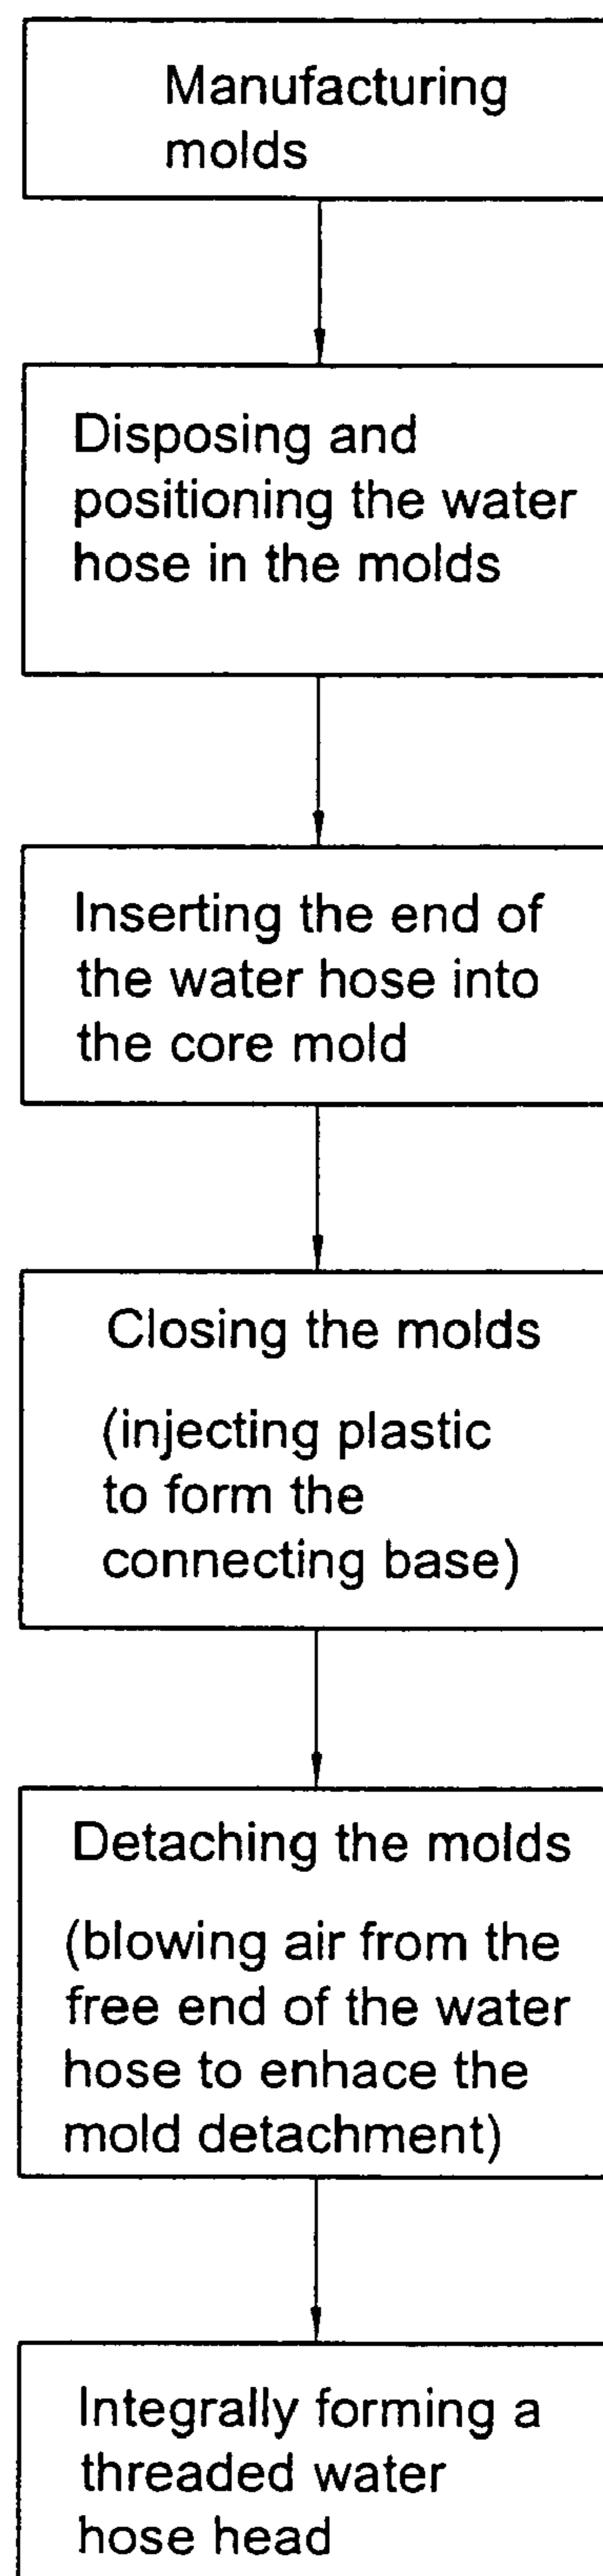 Manufacturing
molds
Disposing and
positioning the water
hose in the molds
Inserting the end of
the water hose into
the core mold
Closing the molds
(injecting plastic
to form the
connecting base)
Detaching the molds
(blowing air from the
free end of the water
hose to enhace the
mold detachment)
Integrally forming a
threaded water
hose head